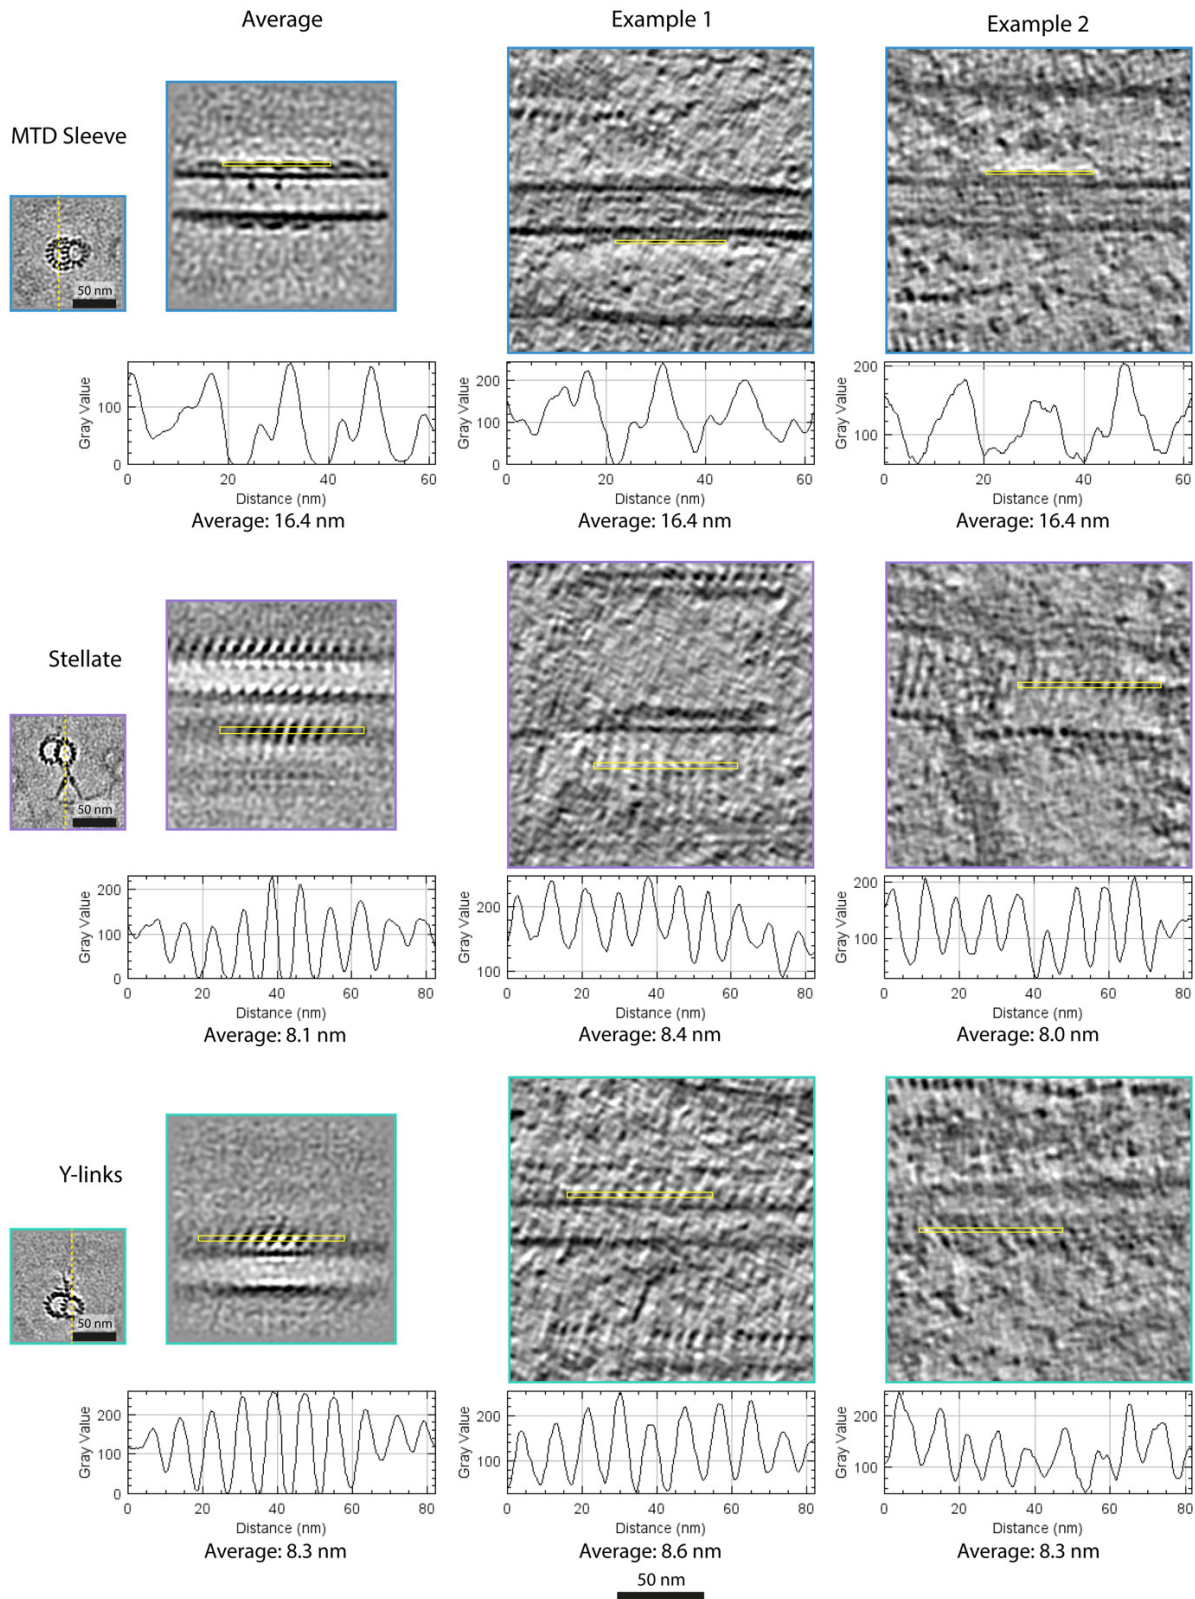 Average
Example 1
Example 2
MTD Sleeve
50 nm
Gray Value
100
0
0 20 40 60
Distance (nm)
Average: 16.4 nm
Gray Value
200
100
0
0 20 40 60
Distance (nm)
Average: 16.4 nm
Gray Value
200
100
0 20 40 60
Distance (nm)
Average: 16.4 nm
Stellate
50 nm
Gray Value
200
100
0
0 20 40 60 80
Distance (nm)
Average: 8.1 nm
Gray Value
200
100
0 20 40 60 80
Distance (nm)
Average: 8.4 nm
Gray Value
200
100
0 20 40 60 80
Distance (nm)
Average: 8.0 nm
Y-links
50 nm
Gray Value
200
100
0
0 20 40 60 80
Distance (nm)
Average: 8.3 nm
Gray Value
200
100
0 20 40 60 80
Distance (nm)
Average: 8.6 nm
Gray Value
200
100
0 20 40 60 80
Distance (nm)
Average: 8.3 nm
50 nm